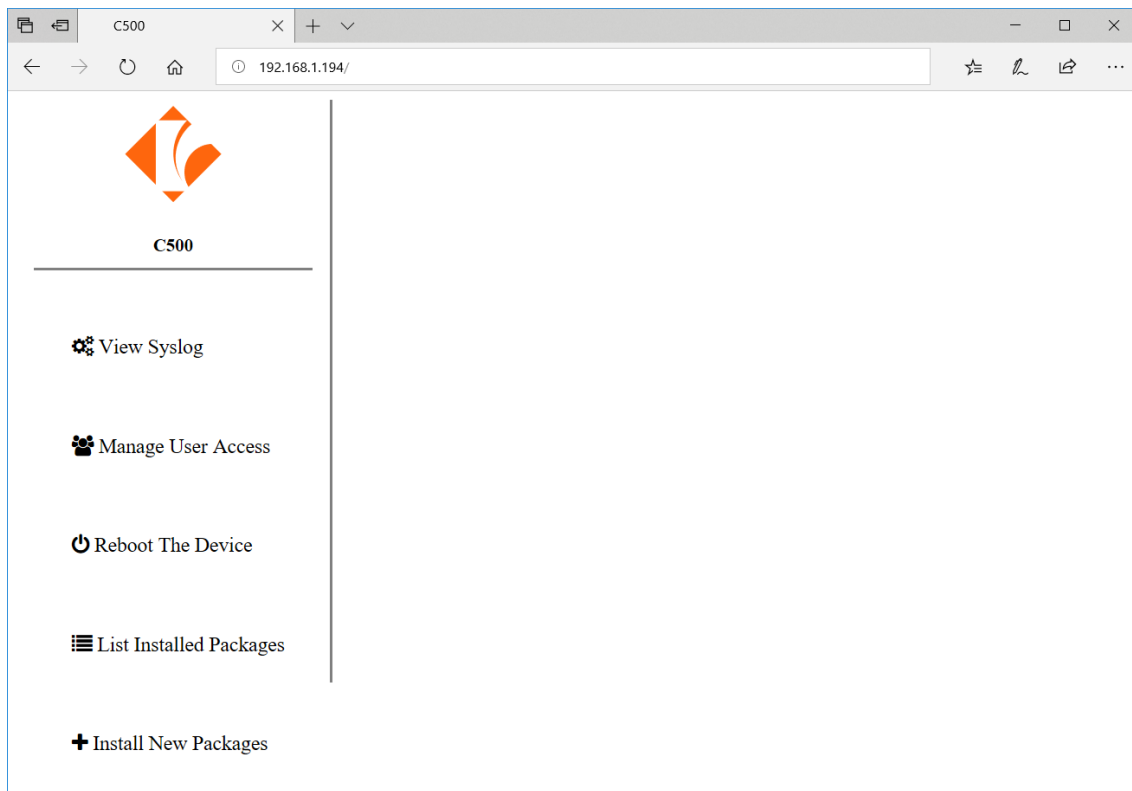 C500
192.168.1.194/
C500
View Syslog
Manage User Access
Reboot The Device
List Installed Packages
Install New Packages